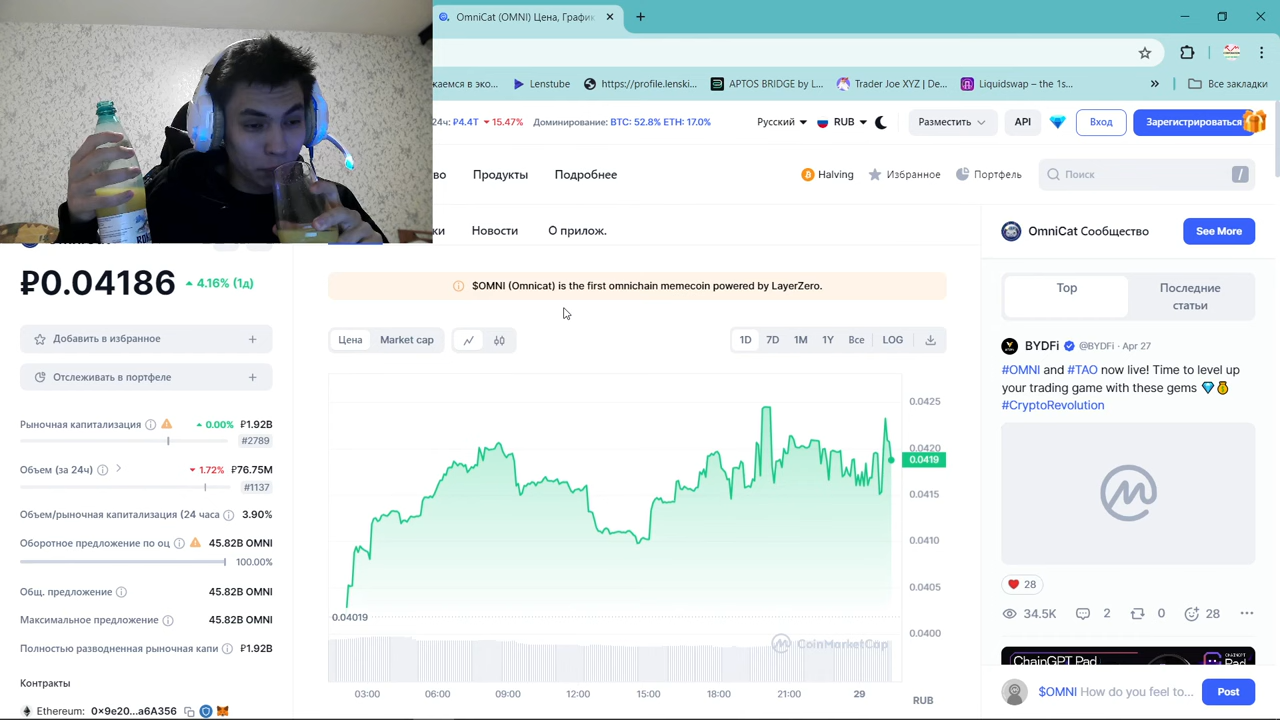 OmniCat (OMNI) Цена, График
каемся в эко...
Lenstube
https://profile.lenski...
APTOS BRIDGE by L...
Trader Joe XYZ | De...
Liquidswap – the 1s...
»
Все закладки
24ч: ₽4.4T 15.47% Доминирование: BTC: 52.8% ETH: 17.0%
Русский
RUB
Разместить
API
Вход
Зарегистрироваться
во
Продукты
Подробнее
Halving
Избранное
Портфель
Поиск
/
ки
Новости
О прилож.
OmniCat Сообщество
See More
₽0.04186 4.16% (1д)
$OMNI (Omnicat) is the first omnichain memecoin powered by LayerZero.
Добавить в избранное +
Отслеживать в портфеле +
Рыночная капитализация 0.00% ₽1.92B
#2789
Объем (за 24ч) 1.72% ₽76.75M
#1137
Объем/рыночная капитализация (24 часа 3.90%
Оборотное предложение по оц 45.82B OMNI
100.00%
Общ. предложение 45.82B OMNI
Максимальное предложение 45.82B OMNI
Полностью разводненная рыночная капи ₽1.92B
Контракты
Ethereum: 0x9e20...a6A356
Цена
Market cap
1D
7D
1M
1Y
Все
LOG
0.0425
0.0420
0.0419
0.0415
0.0410
0.0405
0.0400
0.04019
CoinMarketCap
03:00
06:00
09:00
12:00
15:00
18:00
21:00
29
RUB
Top
Последние
статьи
BYDFi @BYDFi · Apr 27
#OMNI and #TAO now live! Time to level up
your trading game with these gems
#CryptoRevolution
28
34.5K
2
0
28
ChainGPT Pad
$OMNI How do you feel to...
Post